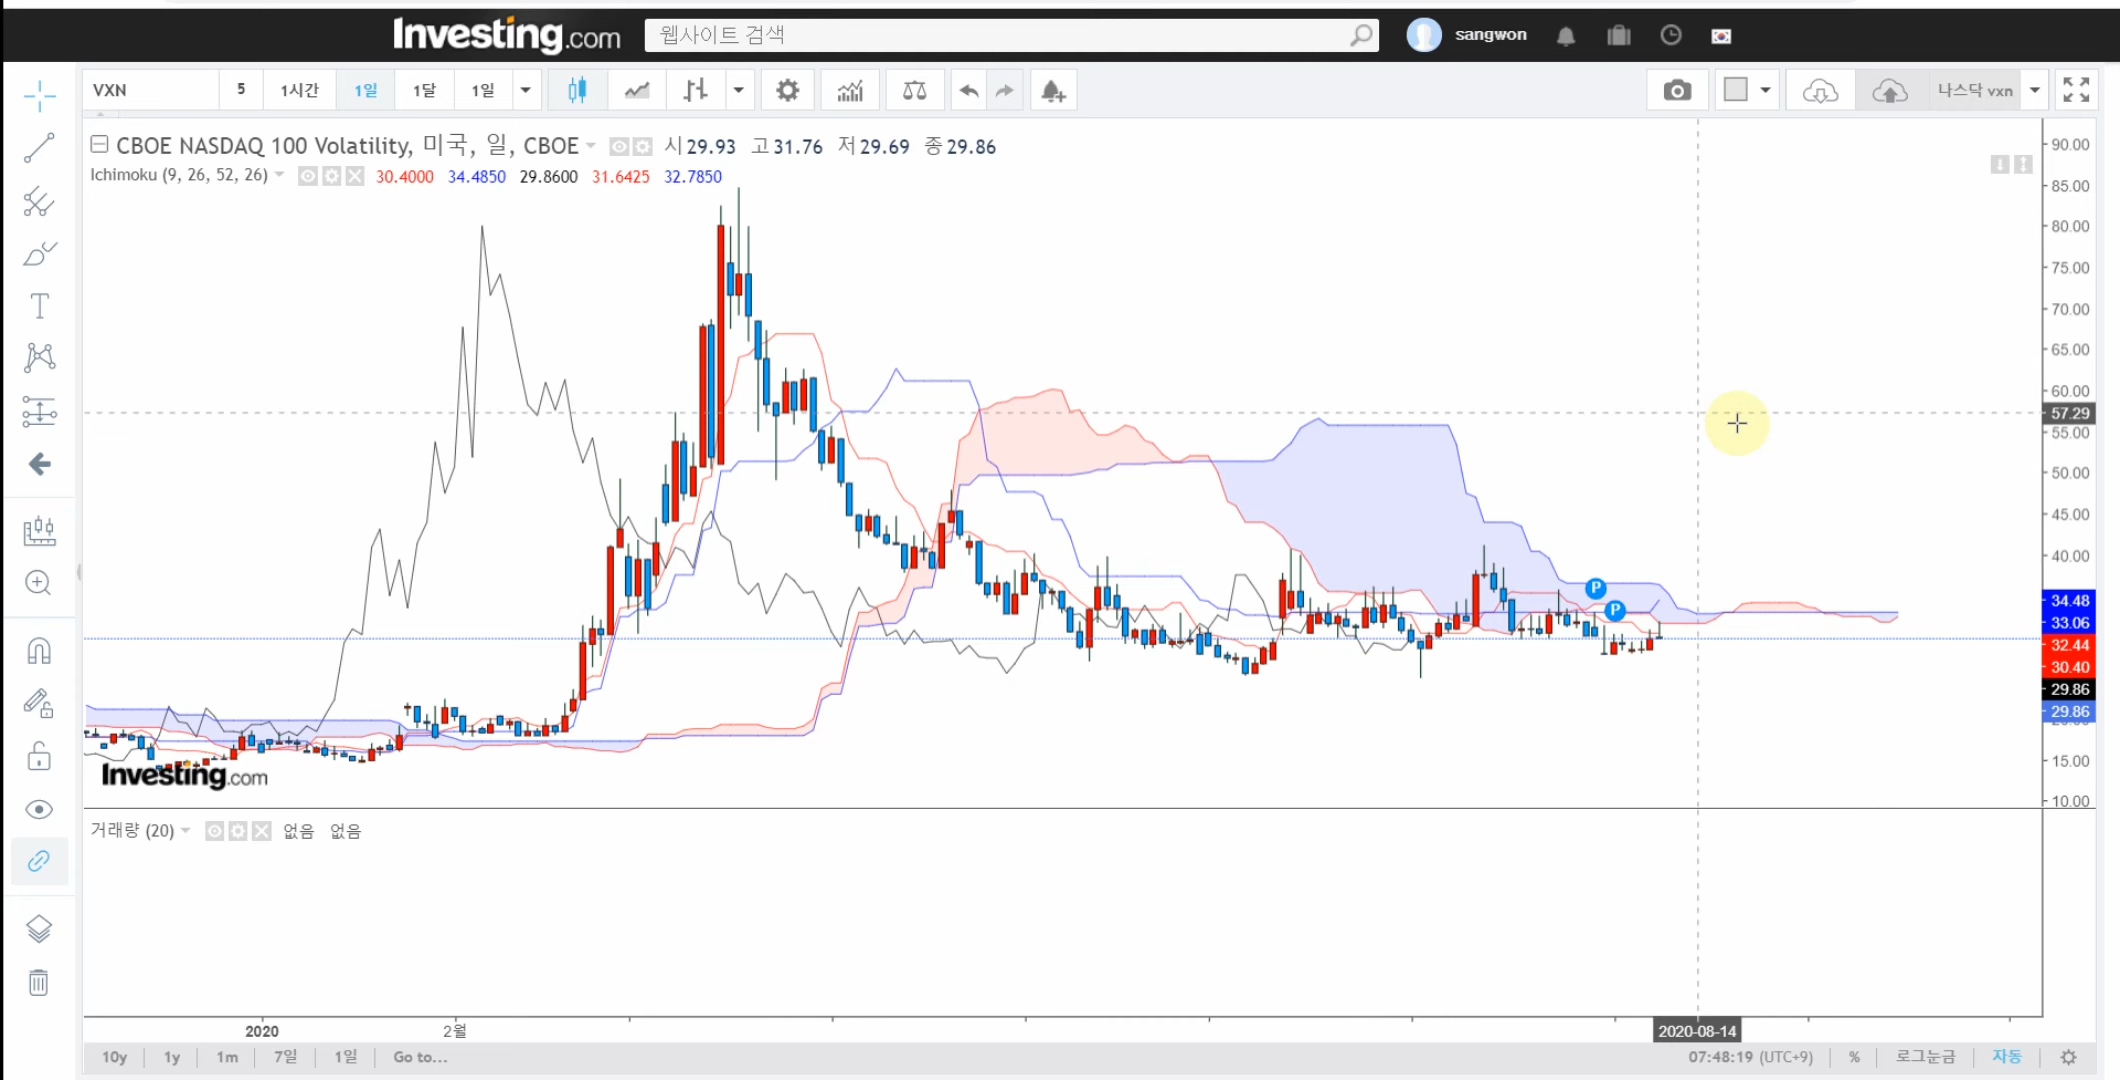 Investing.com
웹사이트 검색
sangwon
VXN
5
1시간
1일
1달
1일
나스닥 vxn
CBOE NASDAQ 100 Volatility, 미국, 일, CBOE
시 29.93 고 31.76 저 29.69 종 29.86
Ichimoku (9, 26, 52, 26)
30.4000 34.4850 29.8600 31.6425 32.7850
90.00
85.00
80.00
75.00
70.00
65.00
60.00
57.29
55.00
50.00
45.00
40.00
P
P
34.48
33.06
32.44
30.40
29.86
29.86
15.00
10.00
Investing.com
거래량 (20)
없음 없음
2020
2월
2020-08-14
10y
1y
1m
7일
1일
Go to...
07:48:19 (UTC+9)
%
로그눈금
자동